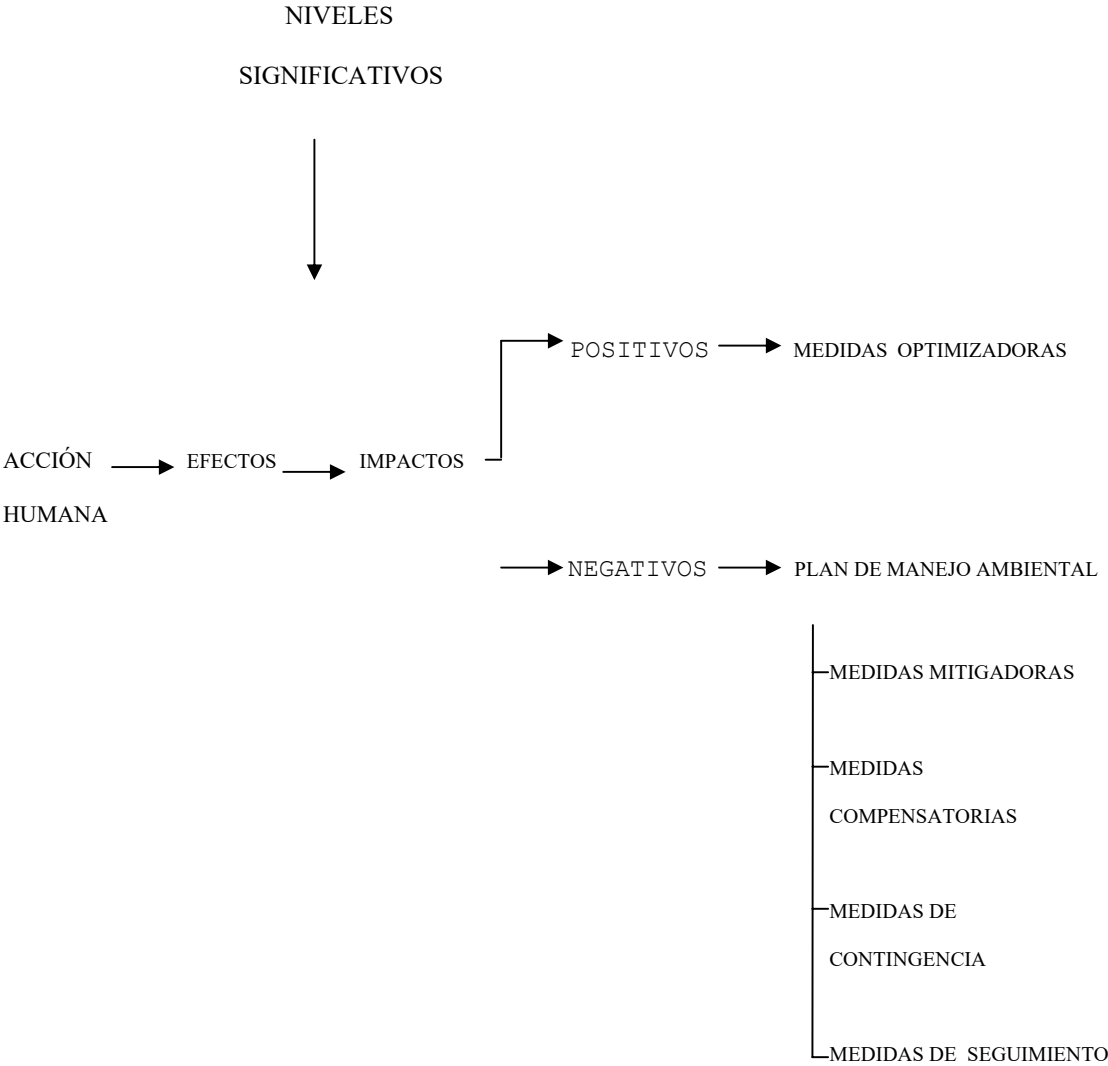 NIVELES
SIGNIFICATIVOS
POSITIVOS
MEDIDAS OPTIMIZADORAS
ACCIÓN
HUMANA
EFECTOS
IMPACTOS
NEGATIVOS
PLAN DE MANEJO AMBIENTAL
MEDIDAS MITIGADORAS
MEDIDAS
COMPENSATORIAS
MEDIDAS DE
CONTINGENCIA
MEDIDAS DE SEGUIMIENTO